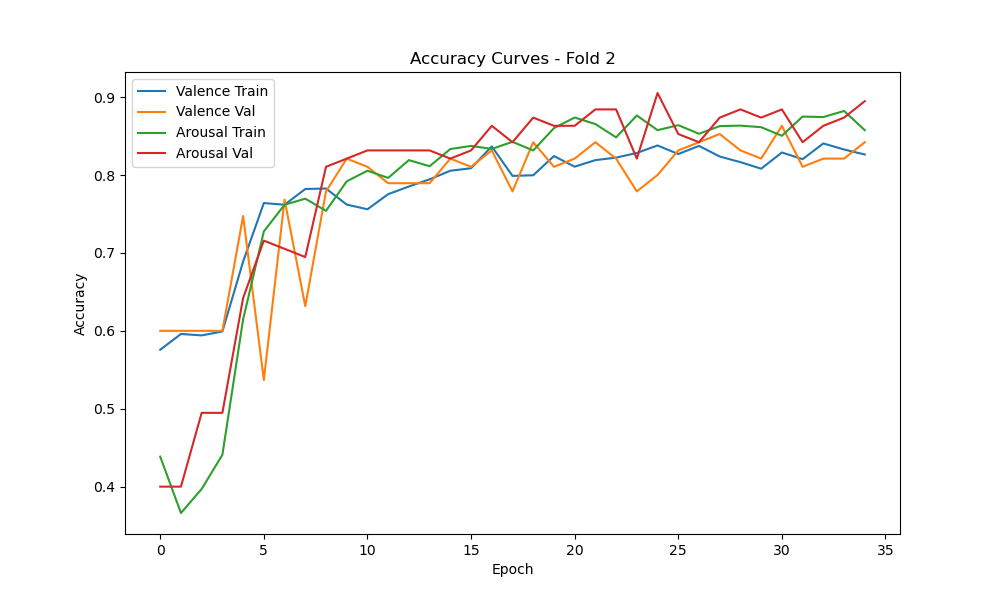 Accuracy Curves - Fold 2
Valence Train
Valence Val
Arousal Train
Arousal Val
0.9
0.8
0.7
0.6
0.5
0.4
Accuracy
0 5 10 15 20 25 30 35
Epoch